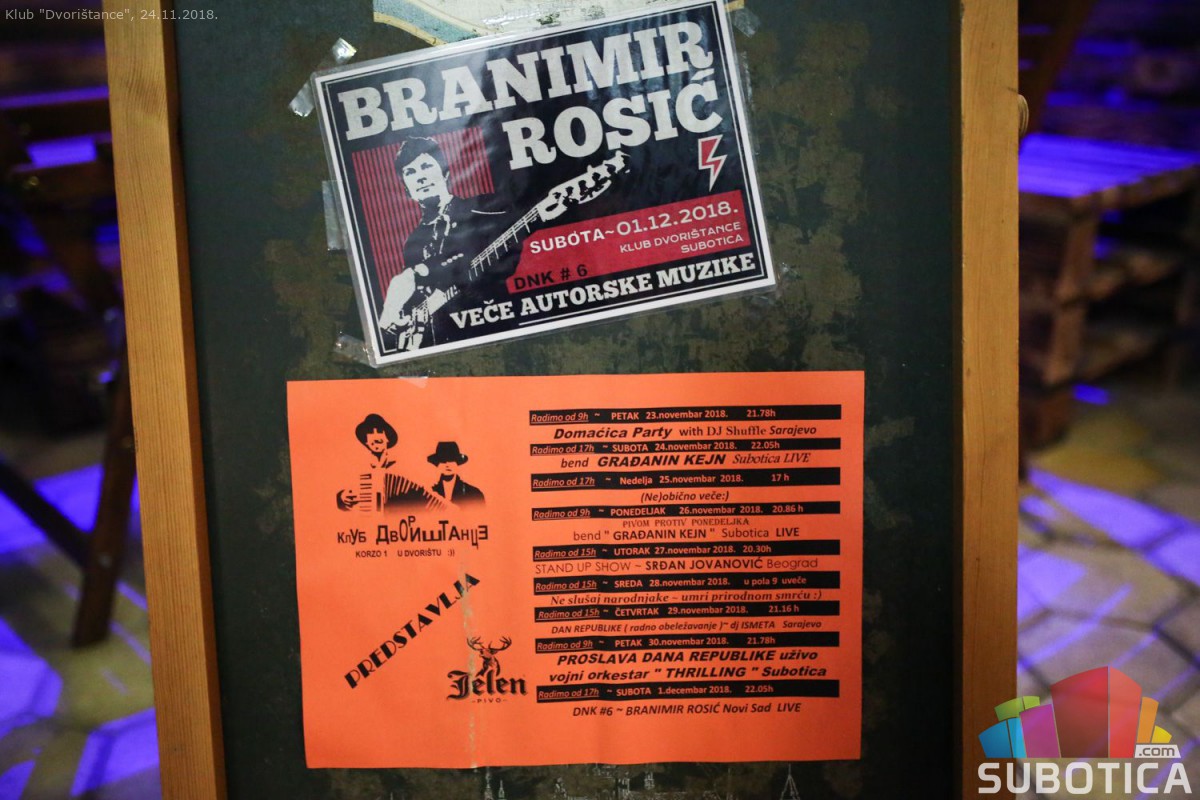 Klub "Dvorištance", 24.11.2018.
BRANIMIR
ROSIĆ
SUBOTA~01.12.2018.
KLUB DVORIŠTANCE
SUBOTICA
DNK # 6
VEČE AUTORSKE MUZIKE
Radimo od 9h ~ PETAK 23.novembar 2018. 21.78h
Domaćica Party with DJ Shuffle Sarajevo
Radimo od 17h ~ SUBOTA 24.novembar 2018. 22.05h
bend GRAĐANIN KEJN Subotica LIVE
Radimo od 17h ~ Nedelja 25.novembar 2018. 17 h
(Ne)obično veče:)
Radimo od 9h ~ PONEDELJAK 26.novembar 2018. 20.86 h
PIVOM PROTIV PONEDELJKA
bend " GRAĐANIN KEJN " Subotica LIVE
Radimo od 15h ~ UTORAK 27.novembar 2018. 20.30h
STAND UP SHOW ~ SRĐAN JOVANOVIĆ Beograd
Radimo od 15h ~ SREDA 28.novembar 2018. u pola 9 uveče
Ne slušaj narodnjake ~ umri prirodnom smrću :)
Radimo od 15h ~ ČETVRTAK 29.novembar 2018. 21.16 h
DAN REPUBLIKE ( radno obeležavanje )~ dj ISMETA Sarajevo
Radimo od 9h ~ PETAK 30.novembar 2018. 21.78h
PROSLAVA DANA REPUBLIKE uživo
vojni orkestar " THRILLING " Subotica
Radimo od 17h ~ SUBOTA 1.decembar 2018. 22.05h
DNK #6 ~ BRANIMIR ROSIĆ Novi Sad LIVE
КлУБ ДвОРИШТАНЦЕ
KORZO 1 U DVORIŠTU :))
PREDSTAVLJA
Jelen
-PIVO-
.com
SUBOTICA